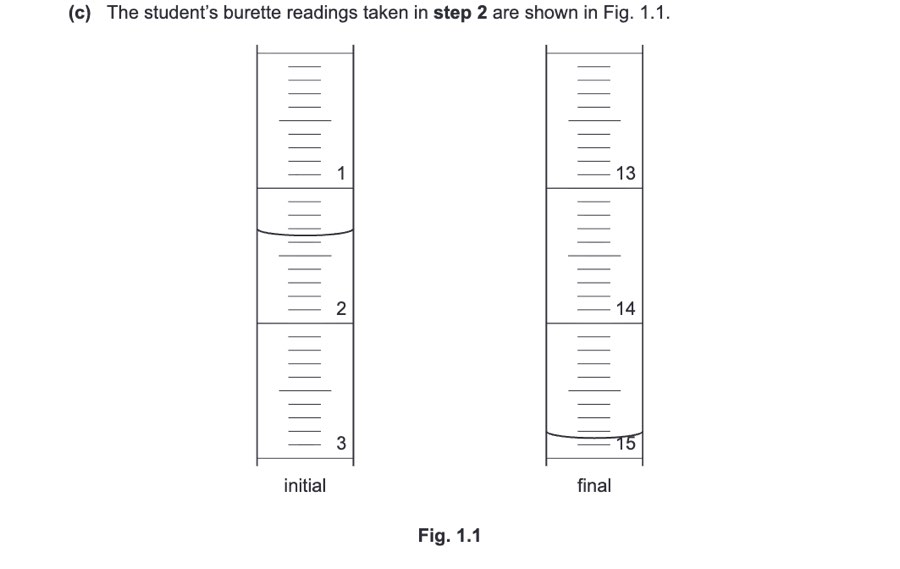 (c) The student's burette readings taken in step 2 are shown in Fig. 1.1.
1 13
2 14
3 15
initial final
Fig. 1.1